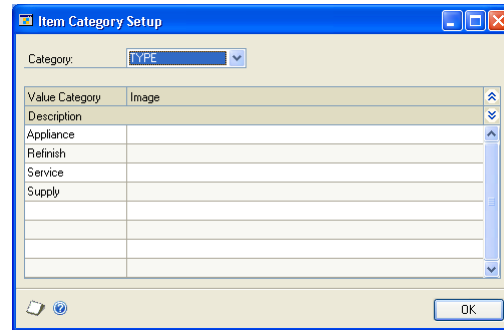 Item Category Setup
Category: TYPE
Value Category Image
Description
Appliance
Refinish
Service
Supply
OK